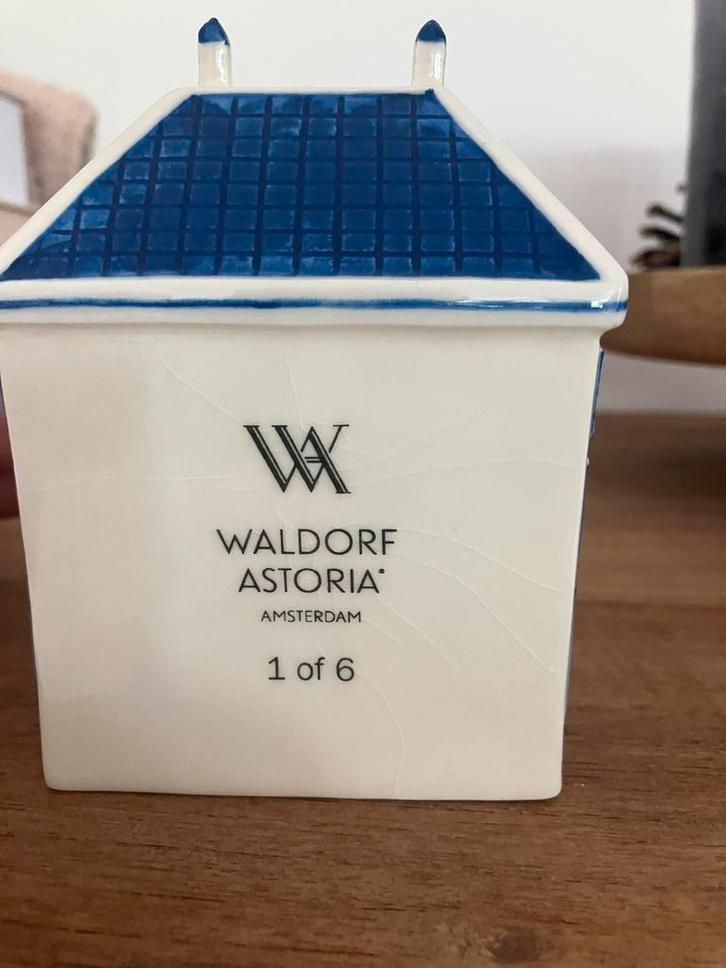 WA
WALDORF
ASTORIA®
AMSTERDAM
1 of 6